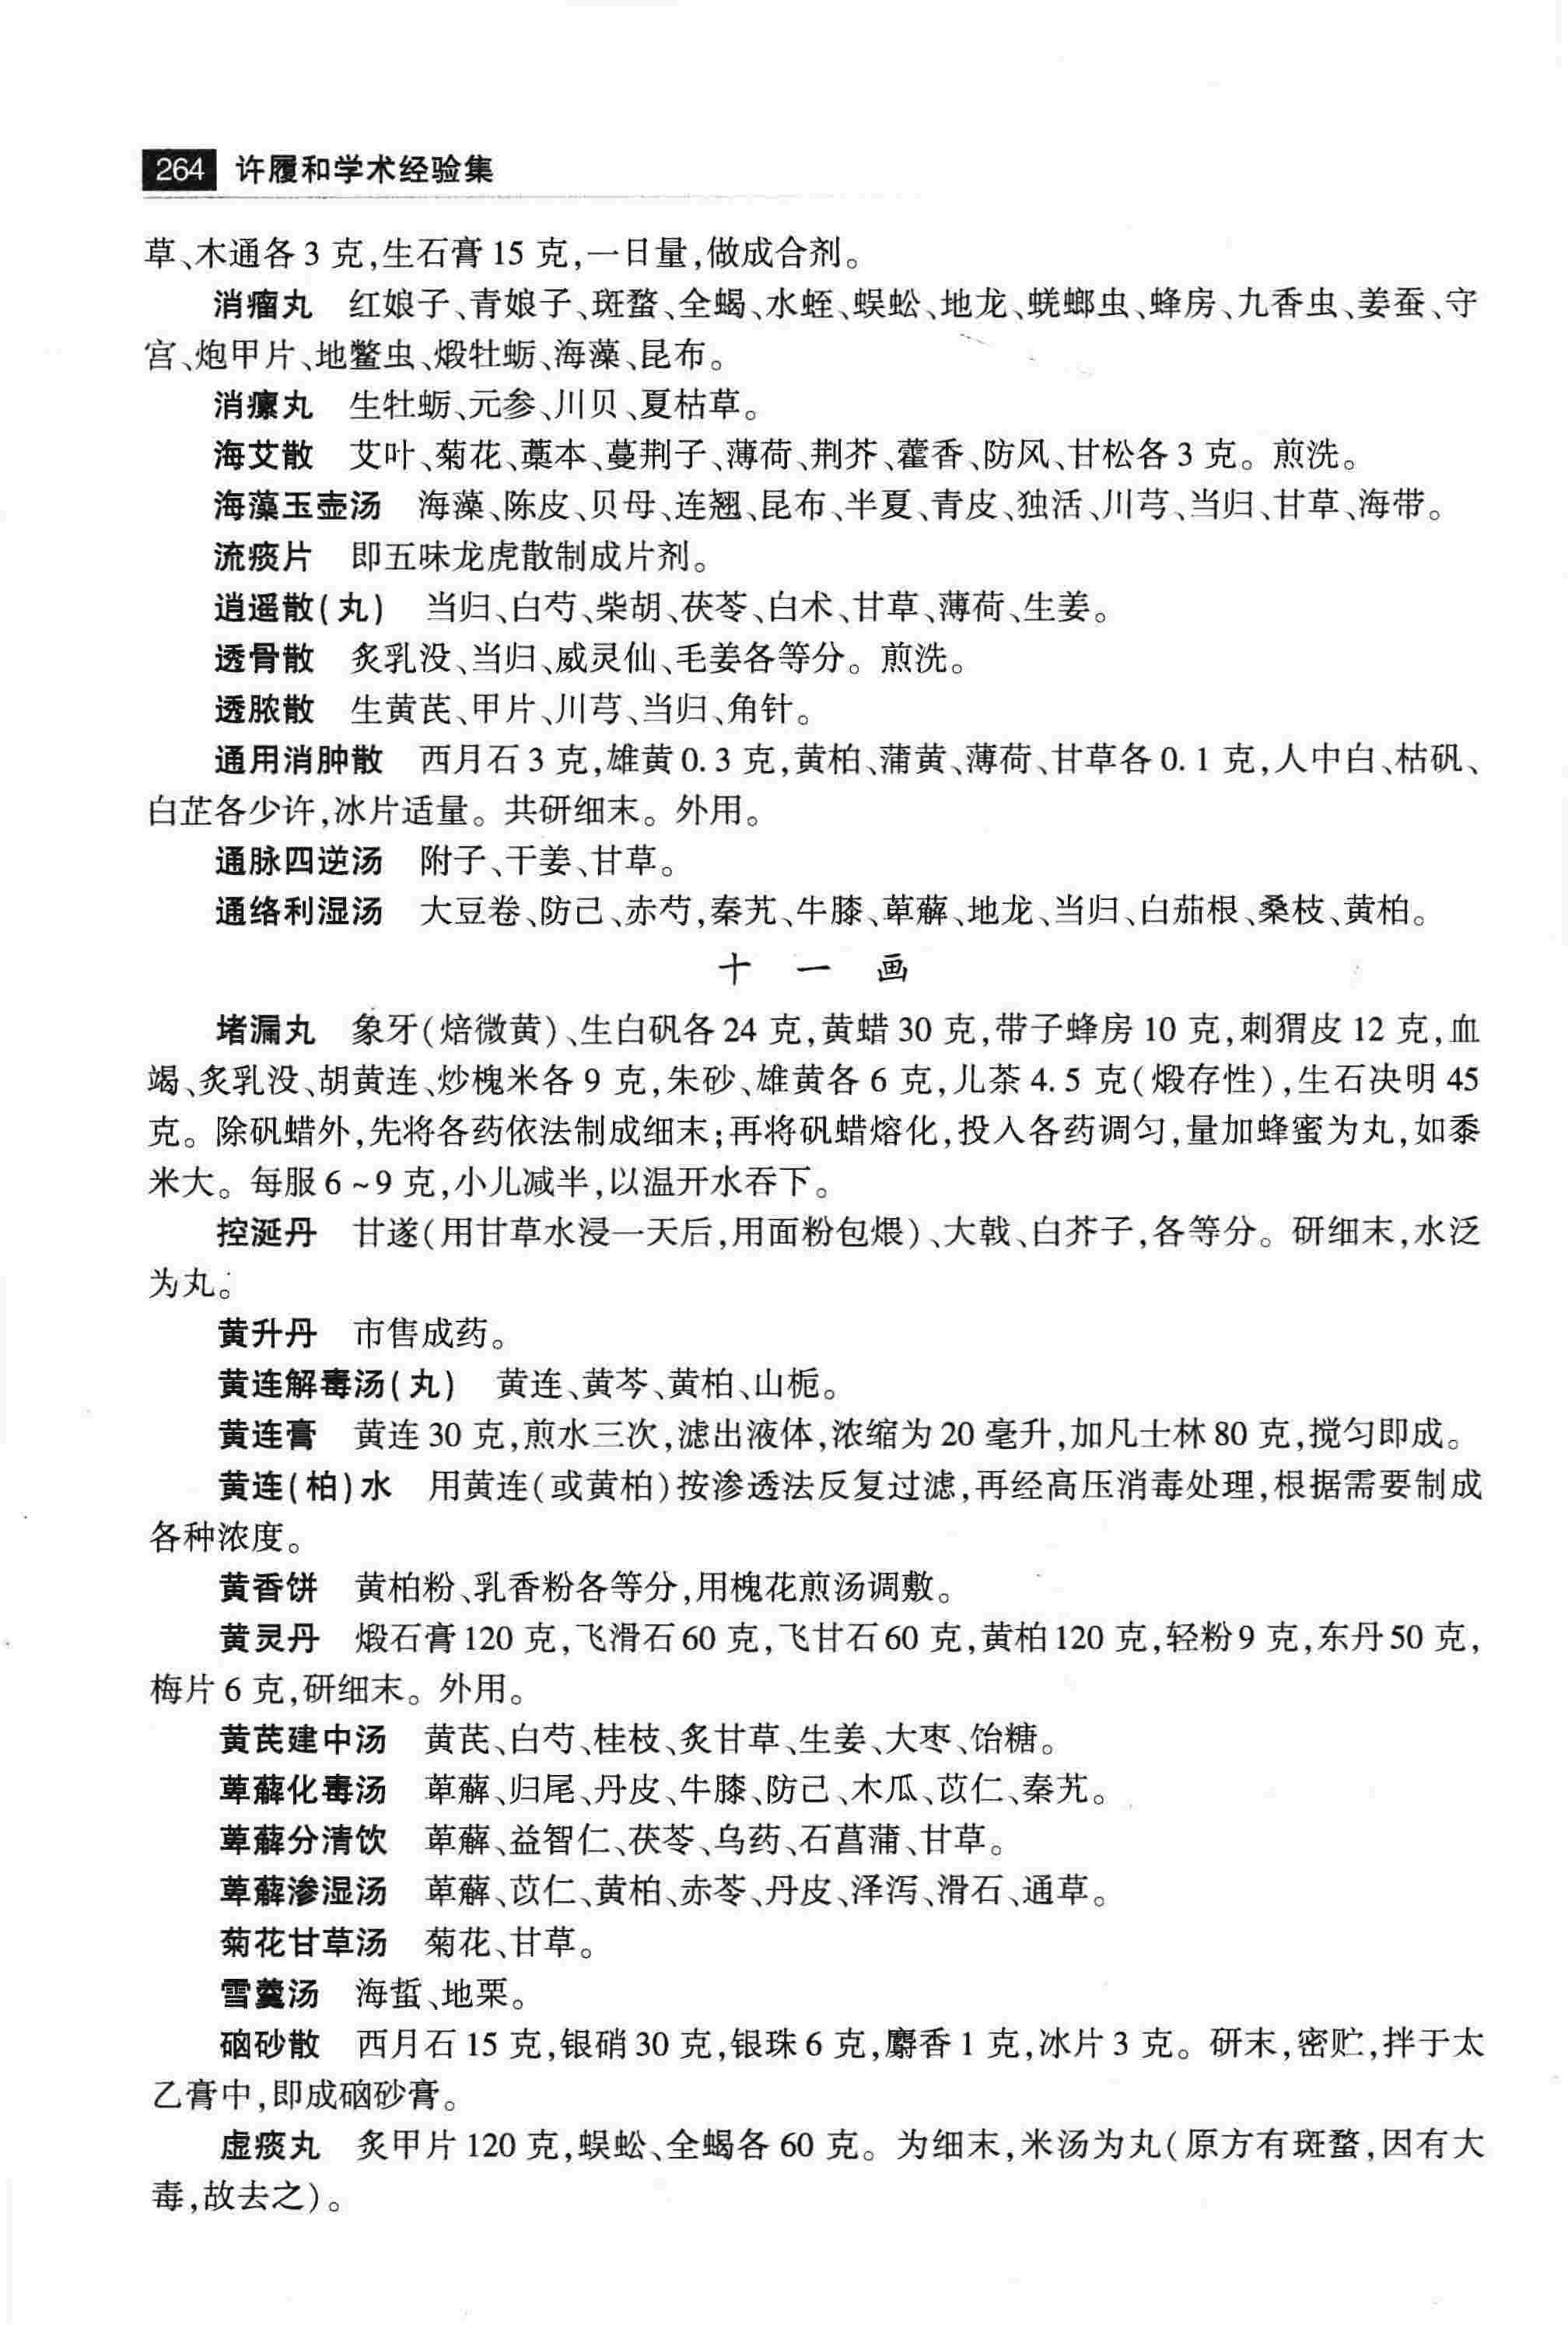 264 许履和学术经验集
草、木通各3克,生石膏15克,一日量,做成合剂。
消瘤丸 红娘子、青娘子、斑蝥、全蝎、水蛭、蜈蚣、地龙、蜣螂虫、蜂房、九香虫、姜蚕、守
宫、炮甲片、地鳖虫、煅牡蛎、海藻、昆布。
消瘰丸 生牡蛎、元参、川贝、夏枯草。
海艾散 艾叶、菊花、藁本、蔓荆子、薄荷、荆芥、藿香、防风、甘松各3克。煎洗。
海藻玉壶汤 海藻、陈皮、贝母、连翘、昆布、半夏、青皮、独活、川芎、当归、甘草、海带。
流痰片 即五味龙虎散制成片剂。
逍遥散(丸) 当归、白芍、柴胡、茯苓、白术、甘草、薄荷、生姜。
透骨散 炙乳没、当归、威灵仙、毛姜各等分。煎洗。
透脓散 生黄芪、甲片、川芎、当归、角针。
通用消肿散 西月石3克,雄黄0.3克,黄柏、蒲黄、薄荷、甘草各0.1克,人中白、枯矾、
白芷各少许,冰片适量。共研细末。外用。
通脉四逆汤 附子、干姜、甘草。
通络利湿汤 大豆卷、防己、赤芍,秦艽、牛膝、萆薢、地龙、当归、白茄根、桑枝、黄柏。
十一画
堵漏丸 象牙(焙微黄)、生白矾各24克,黄蜡30克,带子蜂房10克,刺猬皮12克,血
竭、炙乳没、胡黄连、炒槐米各9克,朱砂、雄黄各6克,儿茶4.5克(煅存性),生石决明45
克。除矾蜡外,先将各药依法制成细末;再将矾蜡熔化,投入各药调匀,量加蜂蜜为丸,如黍
米大。每服6~9克,小儿减半,以温开水吞下。
控涎丹 甘遂(用甘草水浸一天后,用面粉包煨)、大戟、白芥子,各等分。研细末,水泛
为丸。
黄升丹 市售成药。
黄连解毒汤(丸) 黄连、黄芩、黄柏、山栀。
黄连膏 黄连30克,煎水三次,滤出液体,浓缩为20毫升,加凡士林80克,搅匀即成。
黄连(柏)水 用黄连(或黄柏)按渗透法反复过滤,再经高压消毒处理,根据需要制成
各种浓度。
黄香饼 黄柏粉、乳香粉各等分,用槐花煎汤调敷。
黄灵丹 煅石膏120克,飞滑石60克,飞甘石60克,黄柏120克,轻粉9克,东丹50克,
梅片6克,研细末。外用。
黄芪建中汤 黄芪、白芍、桂枝、炙甘草、生姜、大枣、饴糖。
萆薢化毒汤 萆薢、归尾、丹皮、牛膝、防己、木瓜、苡仁、秦艽。
萆薢分清饮 萆薢、益智仁、茯苓、乌药、石菖蒲、甘草。
萆薢渗湿汤 萆薢、苡仁、黄柏、赤苓、丹皮、泽泻、滑石、通草。
菊花甘草汤 菊花、甘草。
雪羹汤 海蜇、地栗。
硇砂散 西月石15克,银硝30克,银珠6克,麝香1克,冰片3克。研末,密贮,拌于太
乙膏中,即成硇砂膏。
虚痰丸 炙甲片120克,蜈蚣、全蝎各60克。为细末,米汤为丸(原方有斑蝥,因有大
毒,故去之)。